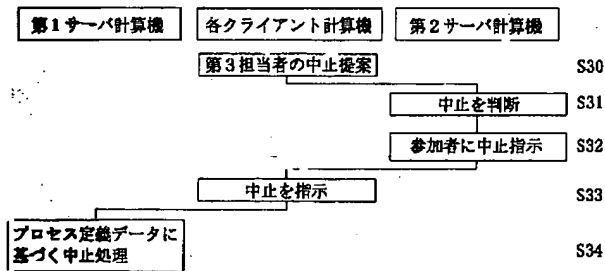 第1サーバ計算機 各クライアント計算機 第2サーバ計算機
第3担当者の中止提案 S30
中止を判断 S31
参加者に中止指示 S32
中止を指示 S33
プロセス定義データに
基づく中止処理 S34